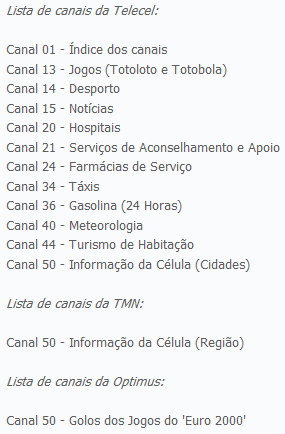 Lista de canais da Telecel:
Canal 01 - Índice dos canais
Canal 13 - Jogos (Totoloto e Totobola)
Canal 14 - Desporto
Canal 15 - Notícias
Canal 20 - Hospitais
Canal 21 - Serviços de Aconselhamento e Apoio
Canal 24 - Farmácias de Serviço
Canal 34 - Táxis
Canal 36 - Gasolina (24 Horas)
Canal 40 - Meteorologia
Canal 44 - Turismo de Habitação
Canal 50 - Informação da Célula (Cidades)
Lista de canais da TMN:
Canal 50 - Informação da Célula (Região)
Lista de canais da Optimus:
Canal 50 - Golos dos Jogos do 'Euro 2000'